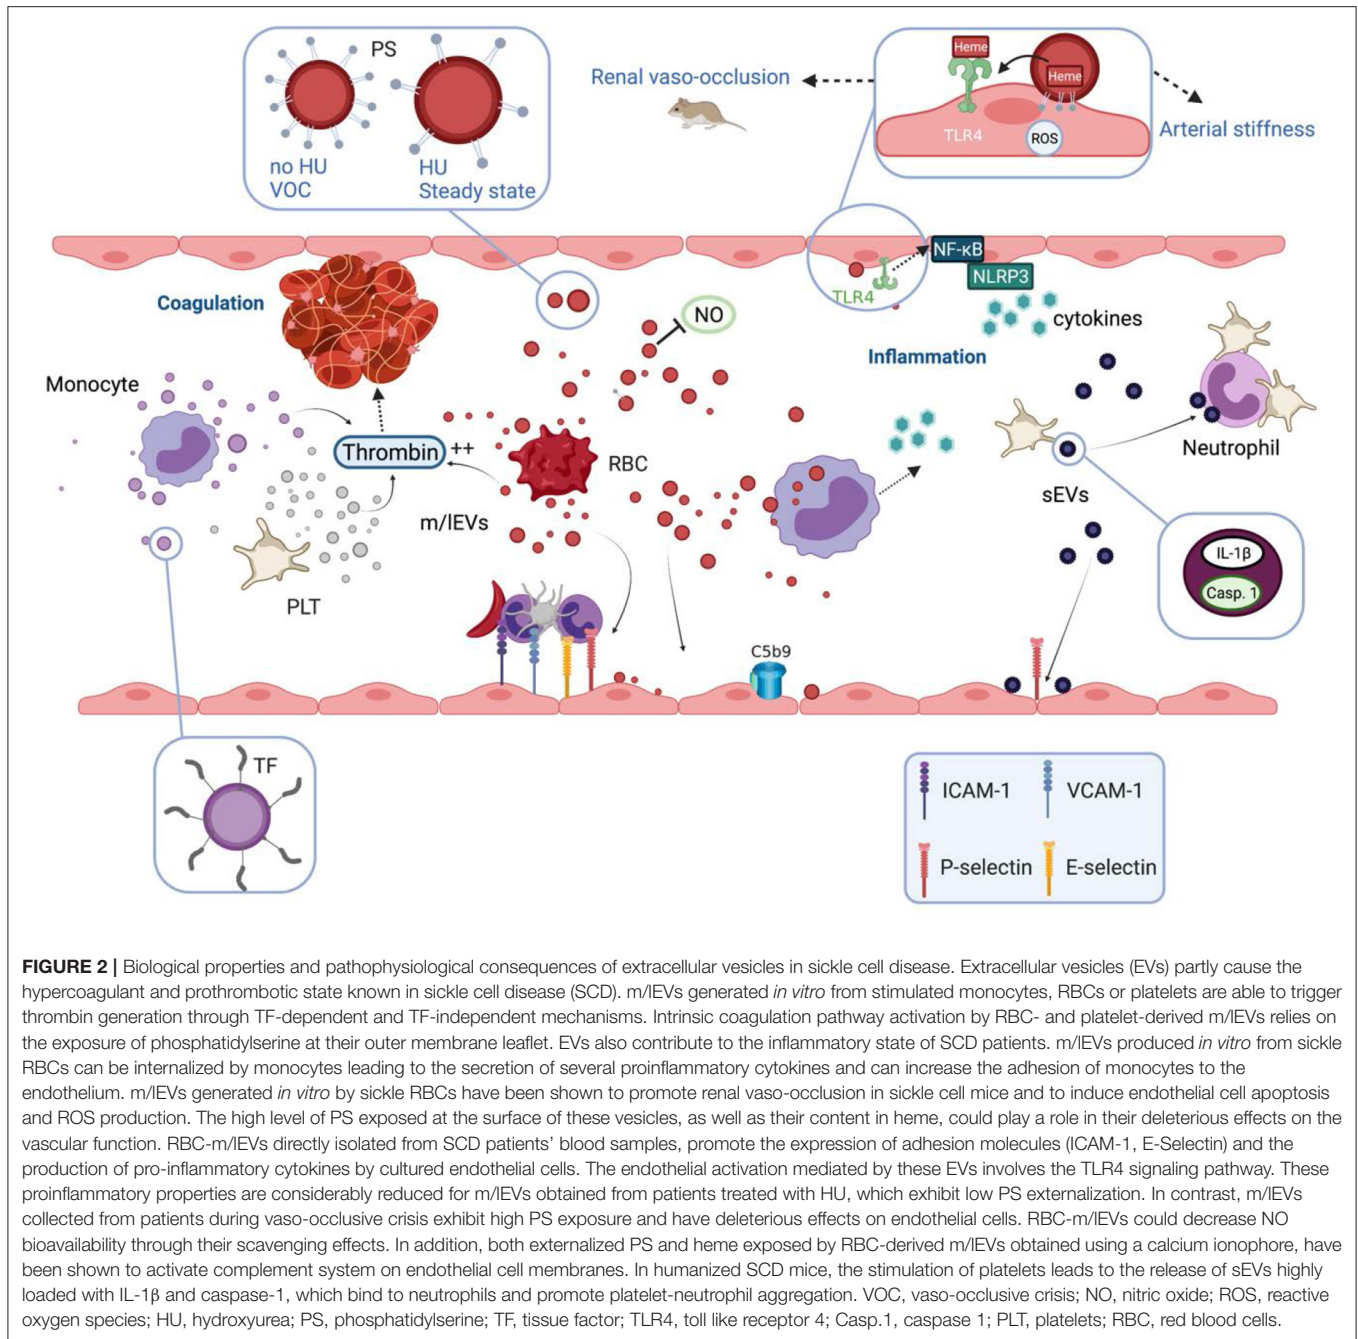 PS
no HU
VOC
HU
Steady state
Renal vaso-occlusion
Heme
Heme
TLR4
ROS
Arterial stiffness
NF-κB
NLRP3
TLR4
cytokines
Coagulation
NO
Inflammation
Monocyte
Thrombin ++
RBC
Neutrophil
sEVs
m/lEVs
PLT
IL-1β
Casp. 1
C5b9
TF
ICAM-1
VCAM-1
P-selectin
E-selectin
FIGURE 2 | Biological properties and pathophysiological consequences of extracellular vesicles in sickle cell disease. Extracellular vesicles (EVs) partly cause the
hypercoagulant and prothrombotic state known in sickle cell disease (SCD). m/lEVs generated in vitro from stimulated monocytes, RBCs or platelets are able to trigger
thrombin generation through TF-dependent and TF-independent mechanisms. Intrinsic coagulation pathway activation by RBC- and platelet-derived m/lEVs relies on
the exposure of phosphatidylserine at their outer membrane leaflet. EVs also contribute to the inflammatory state of SCD patients. m/lEVs produced in vitro from sickle
RBCs can be internalized by monocytes leading to the secretion of several proinflammatory cytokines and can increase the adhesion of monocytes to the
endothelium. m/lEVs generated in vitro by sickle RBCs have been shown to promote renal vaso-occlusion in sickle cell mice and to induce endothelial cell apoptosis
and ROS production. The high level of PS exposed at the surface of these vesicles, as well as their content in heme, could play a role in their deleterious effects on the
vascular function. RBC-m/lEVs directly isolated from SCD patients' blood samples, promote the expression of adhesion molecules (ICAM-1, E-Selectin) and the
production of pro-inflammatory cytokines by cultured endothelial cells. The endothelial activation mediated by these EVs involves the TLR4 signaling pathway. These
proinflammatory properties are considerably reduced for m/lEVs obtained from patients treated with HU, which exhibit low PS externalization. In contrast, m/lEVs
collected from patients during vaso-occlusive crisis exhibit high PS exposure and have deleterious effects on endothelial cells. RBC-m/lEVs could decrease NO
bioavailability through their scavenging effects. In addition, both externalized PS and heme exposed by RBC-derived m/lEVs obtained using a calcium ionophore, have
been shown to activate complement system on endothelial cell membranes. In humanized SCD mice, the stimulation of platelets leads to the release of sEVs highly
loaded with IL-1β and caspase-1, which bind to neutrophils and promote platelet-neutrophil aggregation. VOC, vaso-occlusive crisis; NO, nitric oxide; ROS, reactive
oxygen species; HU, hydroxyurea; PS, phosphatidylserine; TF, tissue factor; TLR4, toll like receptor 4; Casp.1, caspase 1; PLT, platelets; RBC, red blood cells.